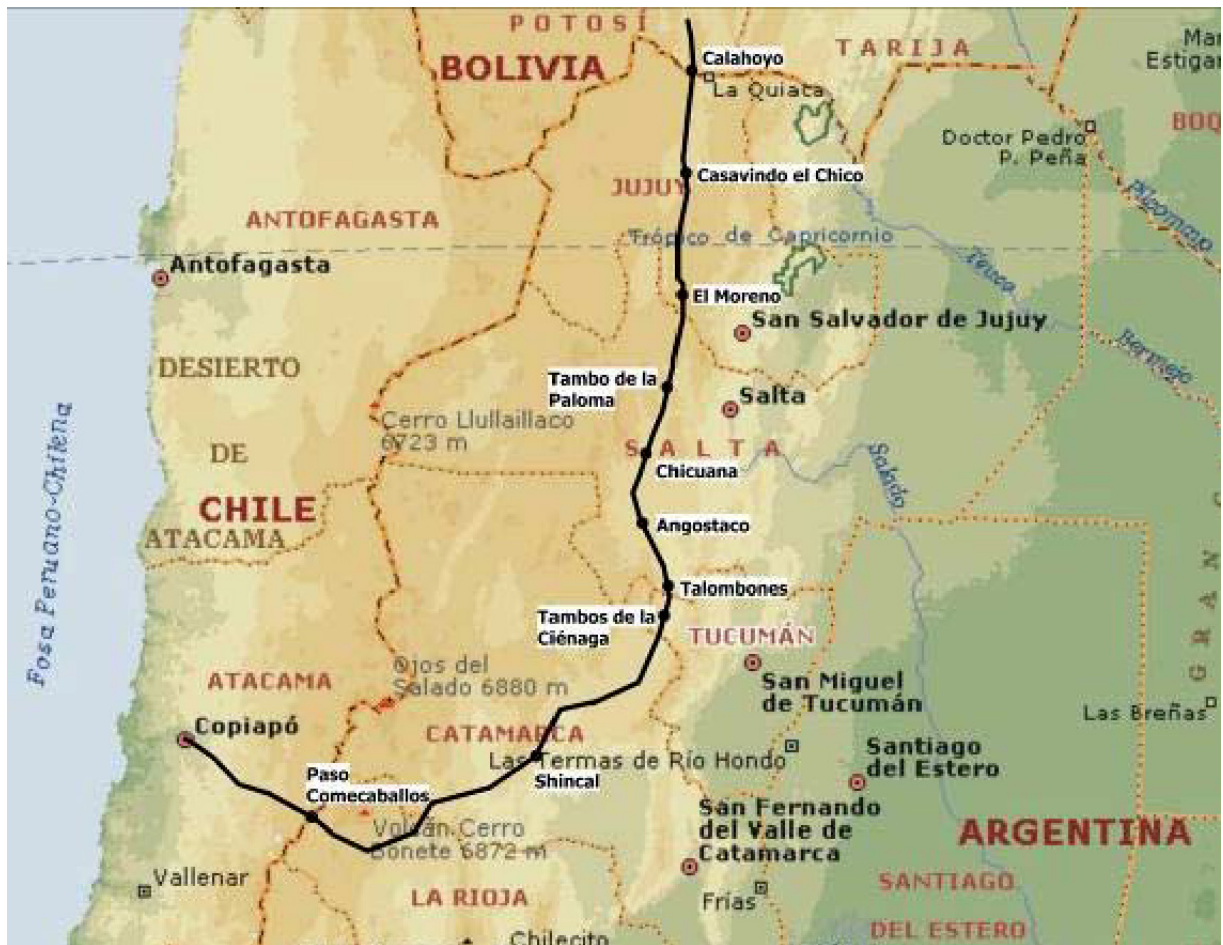 POTOSÍ
BOLIVIA
TARIJA
Calahoyo
La Quiaca
Doctor Pedro
P. Peña
Pilcomayo
Casavindo el Chico
JUJUY
ANTOFAGASTA
Trópico de Capricornio
Antofagasta
Teuco
El Moreno
San Salvador de Jujuy
Bermejo
DESIERTO
Tambo de la
Paloma
Salta
Cerro Llullaillaco
6723 m
Fosa Peruano-Chilena
DE
SALTA
Salado
Chicuana
CHILE
ATACAMA
Angostaco
Talombones
Tambos de la
Ciénaga
TUCUMÁN
Ojos del
Salado 6880 m
ATACAMA
San Miguel
de Tucumán
Las Breñas
Copiapó
CATAMARCA
Las Termas de Río Hondo
Santiago
del Estero
Paso
Comecaballos
Shincal
San Fernando
del Valle de
Catamarca
Volcán Cerro
Bonete 6872 m
ARGENTINA
Vallenar
LA RIOJA
Frías
SANTIAGO
DEL ESTERO
Chilecito